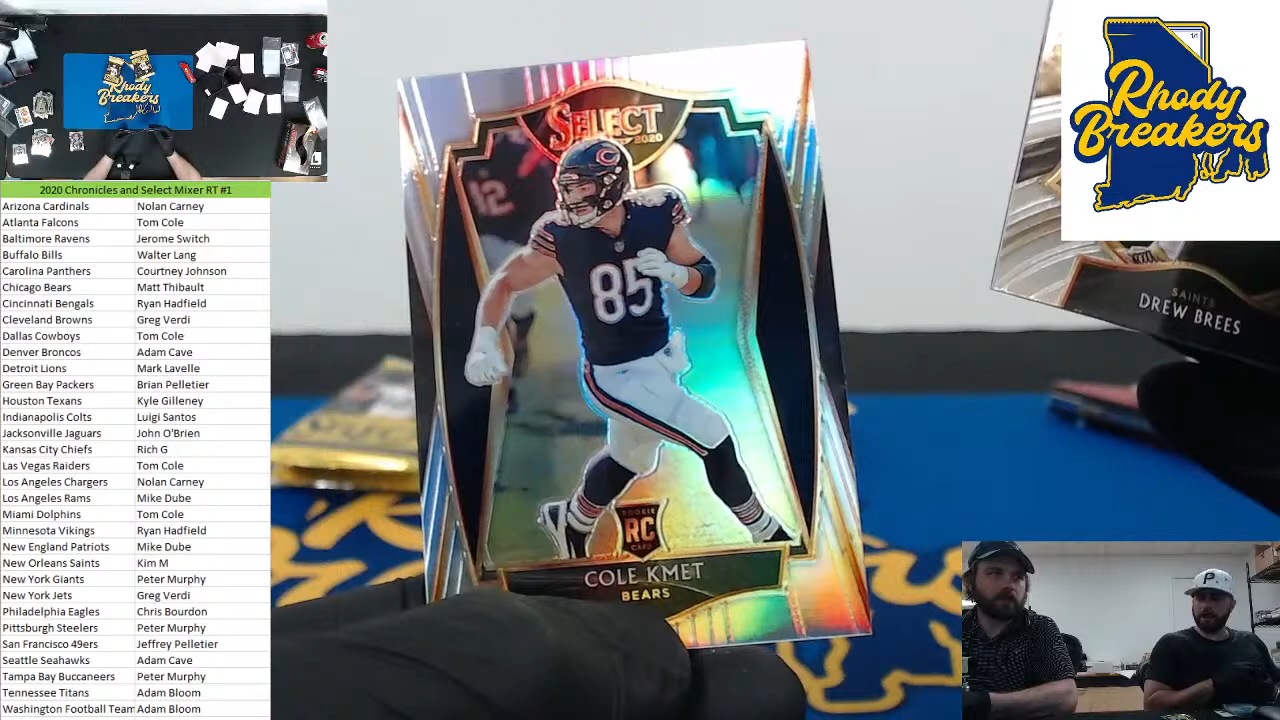 Rhody
Breakers
2020 Chronicles and Select Mixer RT #1
Arizona Cardinals Nolan Carney
Atlanta Falcons Tom Cole
Baltimore Ravens Jerome Switch
Buffalo Bills Walter Lang
Carolina Panthers Courtney Johnson
Chicago Bears Matt Thibault
Cincinnati Bengals Ryan Hadfield
Cleveland Browns Greg Verdi
Dallas Cowboys Tom Cole
Denver Broncos Adam Cave
Detroit Lions Mark Lavelle
Green Bay Packers Brian Pelletier
Houston Texans Kyle Gilleney
Indianapolis Colts Luigi Santos
Jacksonville Jaguars John O'Brien
Kansas City Chiefs Rich G
Las Vegas Raiders Tom Cole
Los Angeles Chargers Nolan Carney
Los Angeles Rams Mike Dube
Miami Dolphins Tom Cole
Minnesota Vikings Ryan Hadfield
New England Patriots Mike Dube
New Orleans Saints Kim M
New York Giants Peter Murphy
New York Jets Greg Verdi
Philadelphia Eagles Chris Bourdon
Pittsburgh Steelers Peter Murphy
San Francisco 49ers Jeffrey Pelletier
Seattle Seahawks Adam Cave
Tampa Bay Buccaneers Peter Murphy
Tennessee Titans Adam Bloom
Washington Football Team Adam Bloom
SELECT
2020
12
C
85
ROOKIE
RC
CARD
COLE KMET
BEARS
SAINTS
DREW BREES
1/1
Rhody
Breakers
P